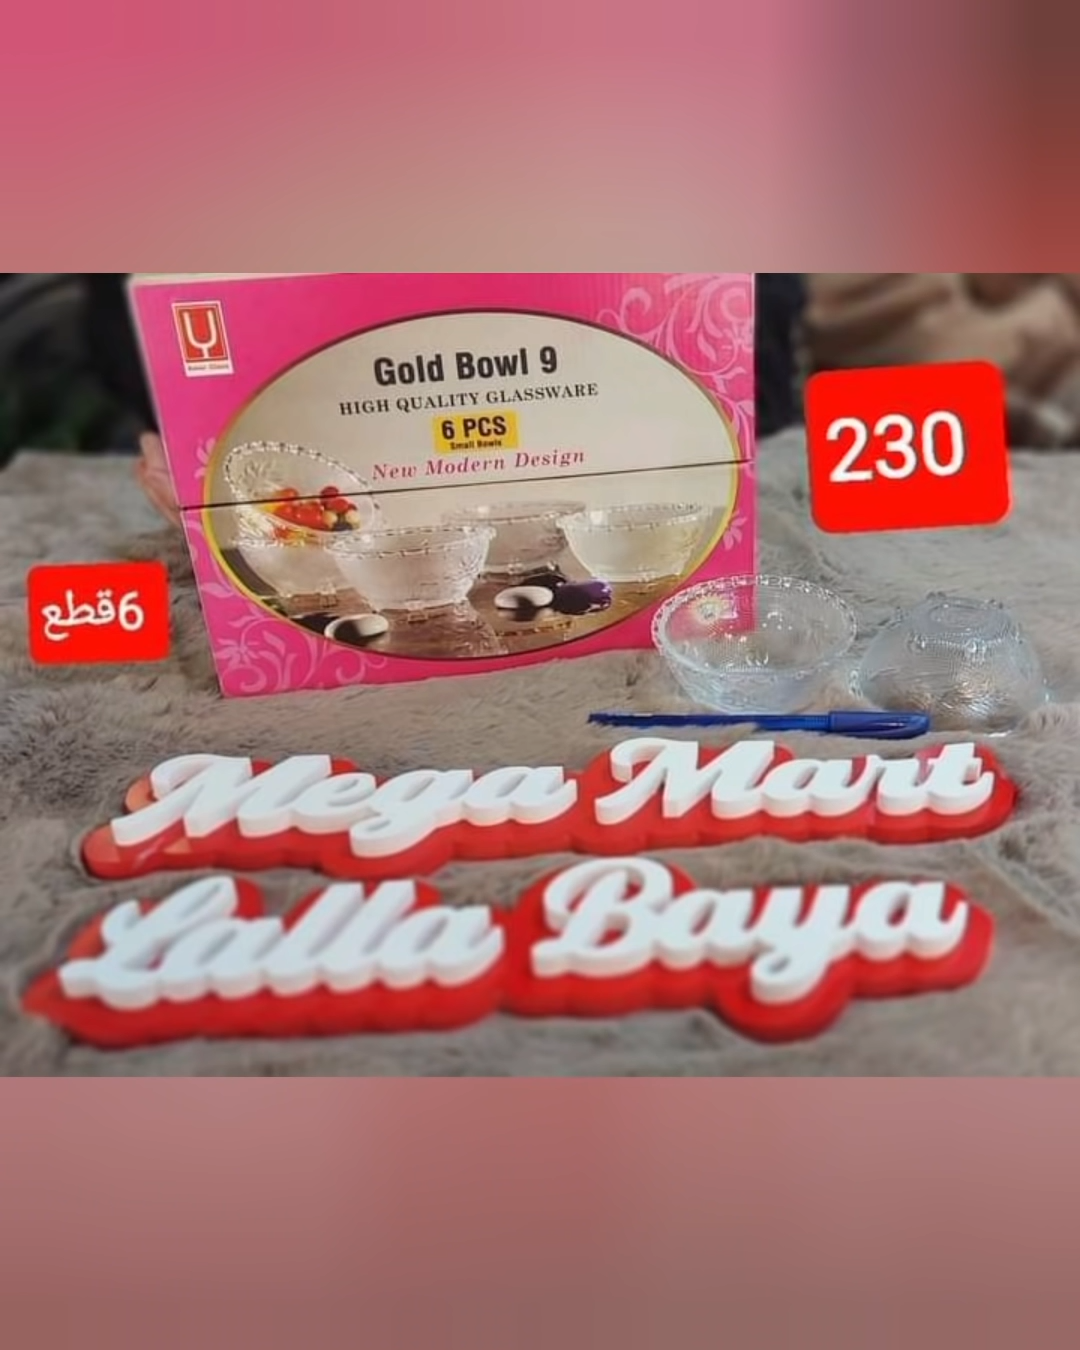 Gold Bowl 9
HIGH QUALITY GLASSWARE
6 PCS
Small Bowls
New Modern Design
230
6قطع
Mega Mart
Lalla Baya